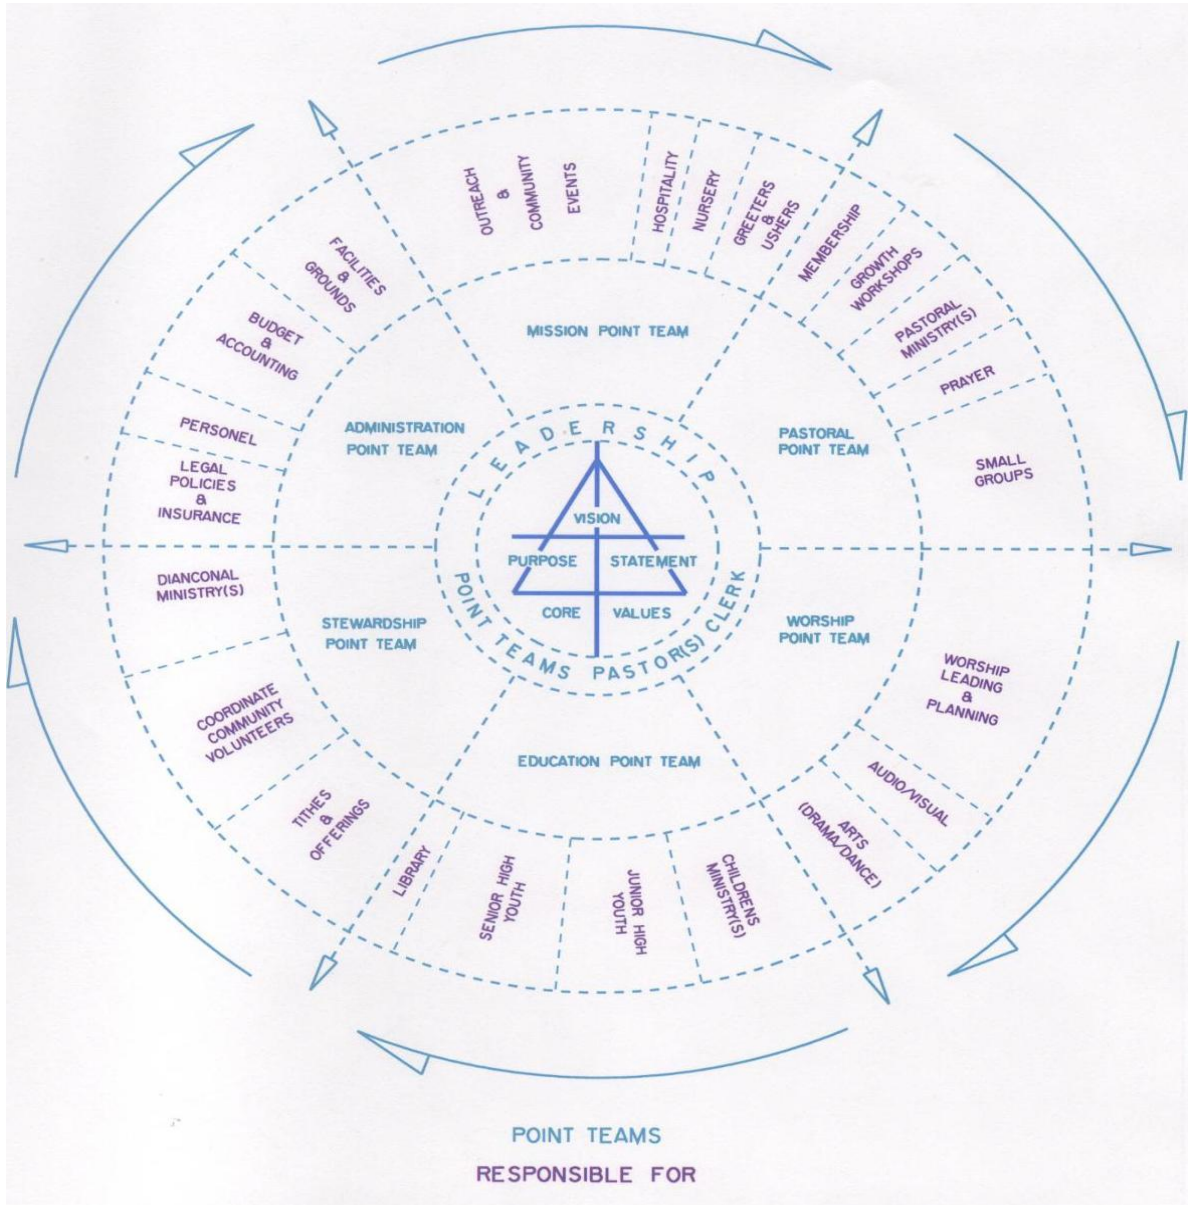 OUTREACH
&
COMMUNITY
EVENTS
HOSPITALITY
NURSERY
GREETERS
&
USHERS
MEMBERSHIP
GROWTH
WORKSHOPS
PASTORAL
MINISTRY(S)
PRAYER
SMALL
GROUPS
FACILITIES
&
GROUNDS
BUDGET
&
ACCOUNTING
PERSONEL
LEGAL
POLICIES
&
INSURANCE
MISSION POINT TEAM
ADMINISTRATION
POINT TEAM
PASTORAL
POINT TEAM
LEADERSHIP
VISION
PURPOSE STATEMENT
CORE VALUES
POINT TEAMS PASTOR(S) CLERK
DIANCONAL
MINISTRY(S)
STEWARDSHIP
POINT TEAM
WORSHIP
POINT TEAM
EDUCATION POINT TEAM
COORDINATE
COMMUNITY
VOLUNTEERS
TITHES
&
OFFERINGS
LIBRARY
SENIOR HIGH
YOUTH
JUNIOR HIGH
YOUTH
CHILDRENS
MINISTRY(S)
ARTS
(DRAMA/DANCE)
AUDIO/VISUAL
WORSHIP
LEADING
&
PLANNING
POINT TEAMS
RESPONSIBLE FOR